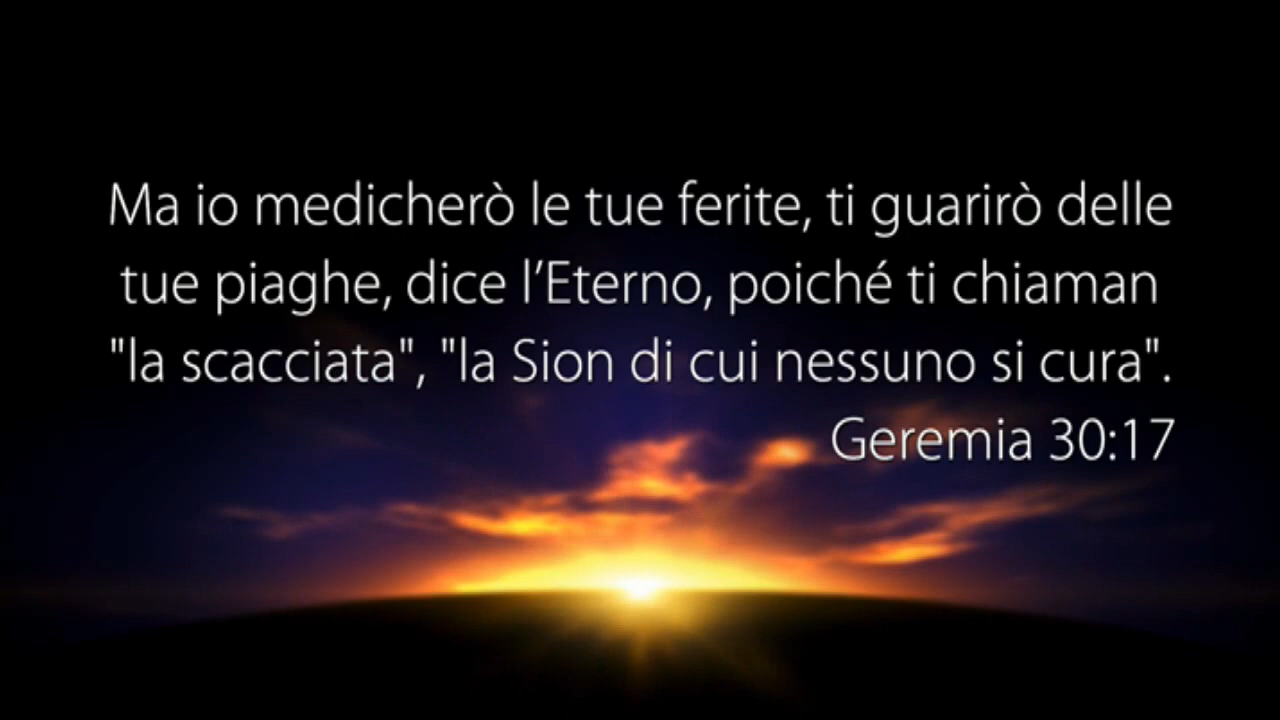 Ma io medicherò le tue ferite, ti guarirò delle
tue piaghe, dice l’Eterno, poiché ti chiaman
"la scacciata", "la Sion di cui nessuno si cura".
Geremia 30:17